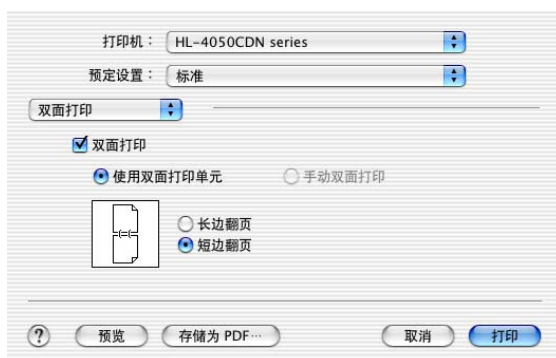 打印机： HL-4050CDN series
预定设置： 标准
双面打印
双面打印
使用双面打印单元 手动双面打印
长边翻页
短边翻页
? 预览 存储为 PDF… 取消 打印